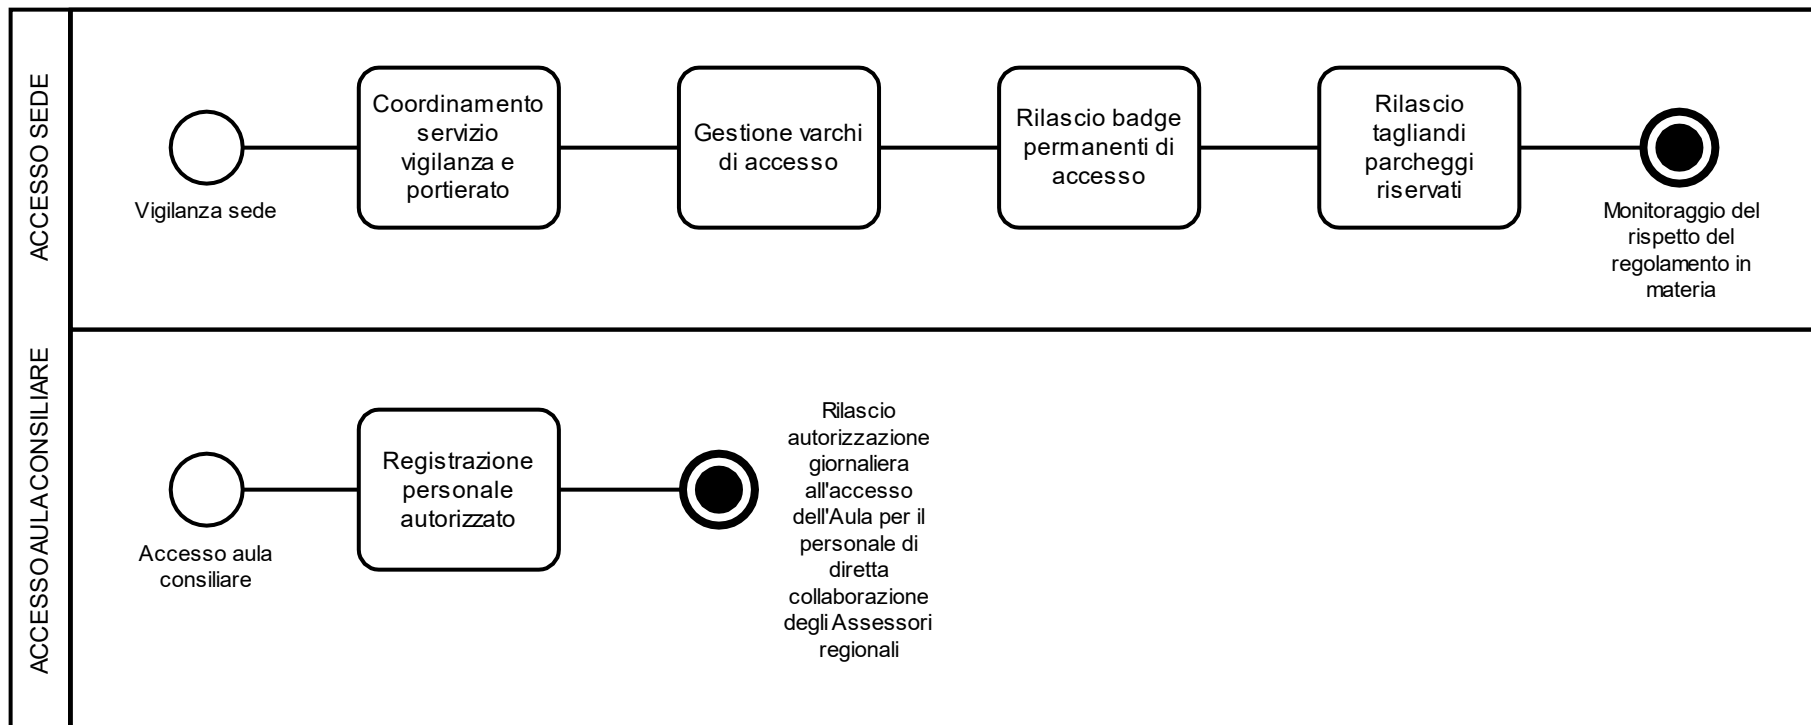 ACCESSO SEDE
Vigilanza sede
Coordinamento
servizio
vigilanza e
portierato
Gestione varchi
di accesso
Rilascio badge
permanenti di
accesso
Rilascio
tagliandi
parcheggi
riservati
Monitoraggio del
rispetto del
regolamento in
materia
ACCESSO AULA CONSILIARE
Accesso aula
consiliare
Registrazione
personale
autorizzato
Rilascio
autorizzazione
giornaliera
all'accesso
dell'Aula per il
personale di
diretta
collaborazione
degli Assessori
regionali